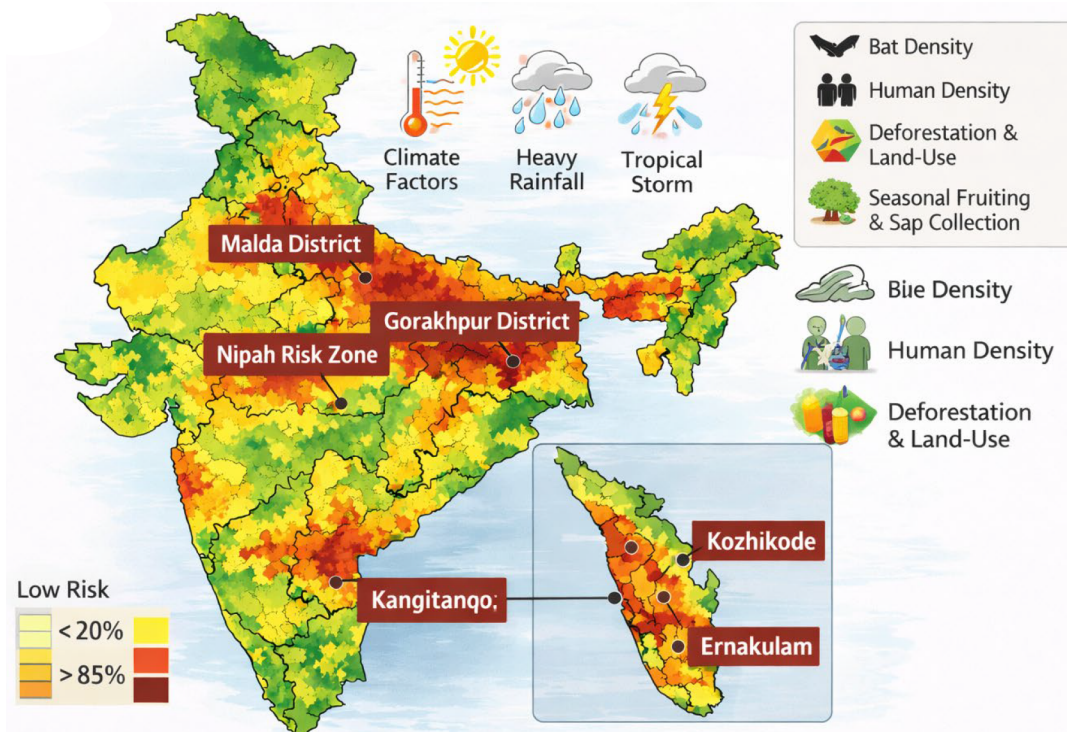 Climate
Factors
Heavy
Rainfall
Tropical
Storm
Bat Density
Human Density
Deforestation &
Land-Use
Seasonal Fruiting
& Sap Collection
Malda District
Gorakhpur District
Nipah Risk Zone
Biıe Density
Human Density
Deforestation
& Land-Use
Kozhikode
Kangitanqo;
Ernakulam
Low Risk
<20%
>85%